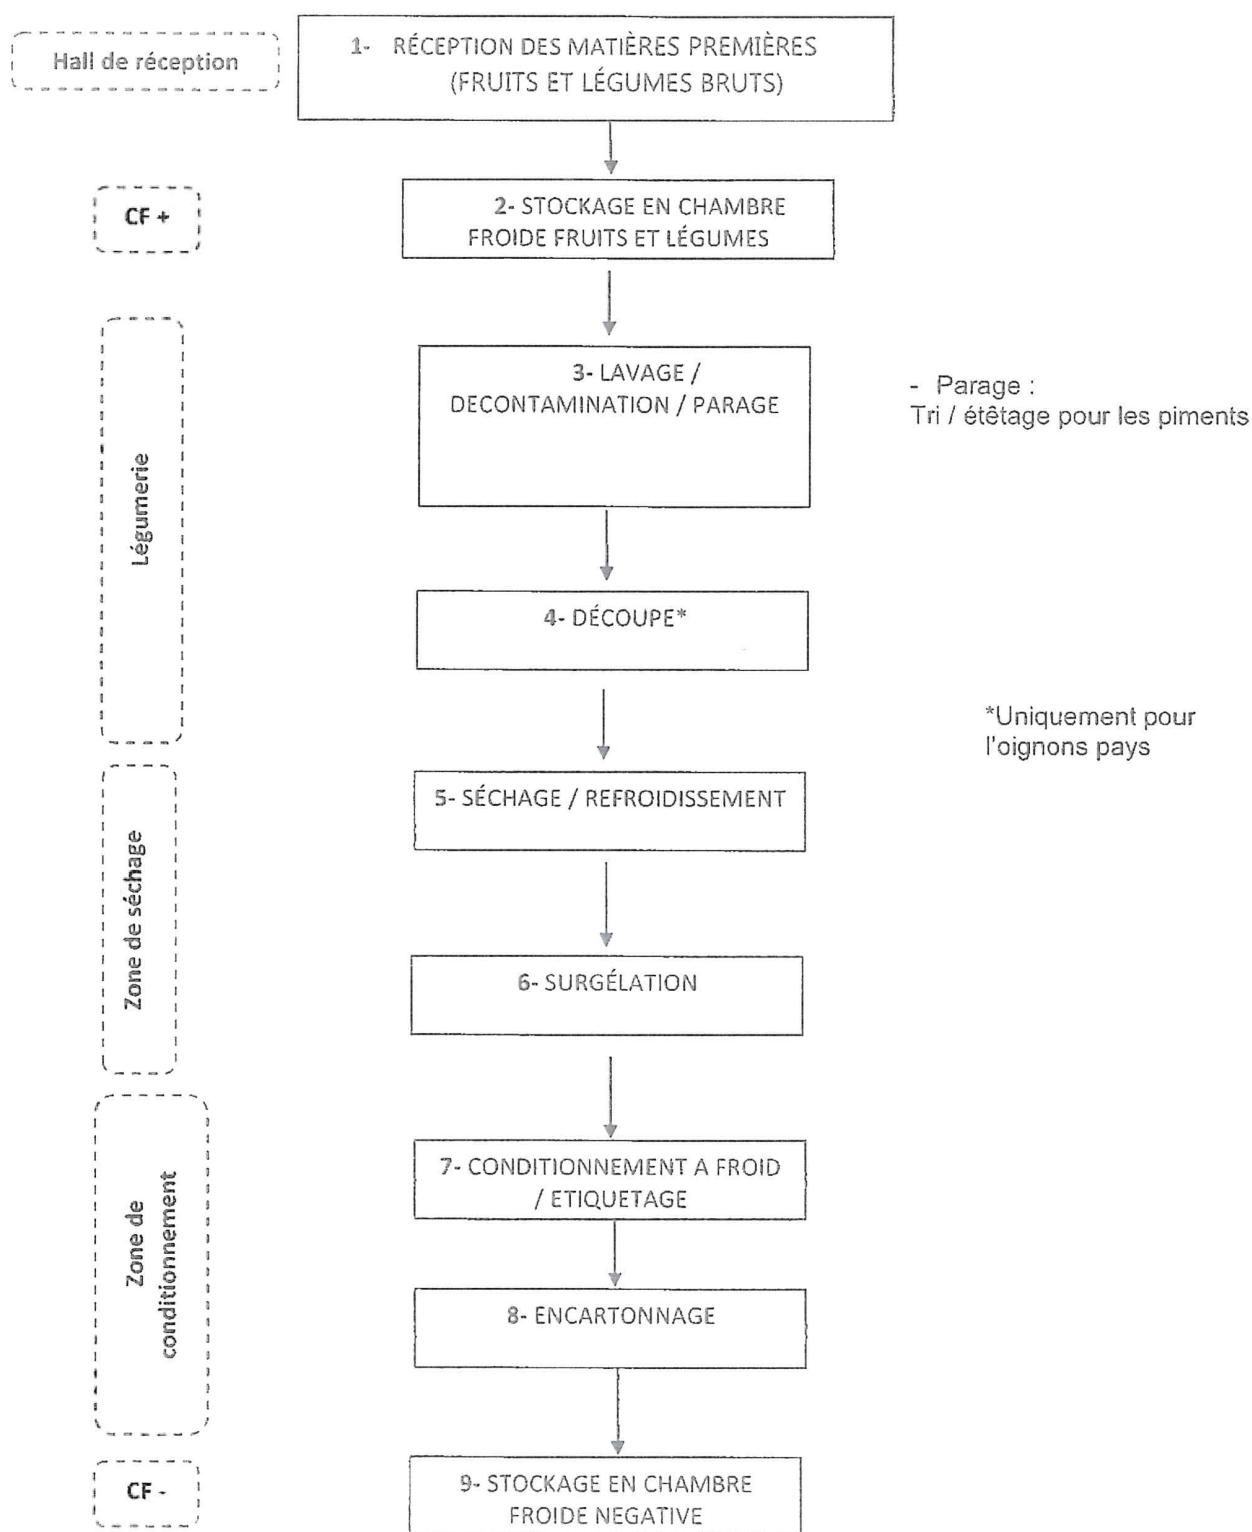 Hall de réception
1- RÉCEPTION DES MATIÈRES PREMIÈRES
(FRUITS ET LÉGUMES BRUTS)
CF +
2- STOCKAGE EN CHAMBRE
FROIDE FRUITS ET LÉGUMES
Légumerie
3- LAVAGE /
DECONTAMINATION / PARAGE
- Parage :
Tri / étêtage pour les piments
4- DÉCOUPE*
*Uniquement pour
l'oignons pays
Zone de séchage
5- SÉCHAGE / REFROIDISSEMENT
6- SURGÉLATION
Zone de
conditionnement
7- CONDITIONNEMENT A FROID
/ ETIQUETAGE
8- ENCARTONNAGE
CF -
9- STOCKAGE EN CHAMBRE
FROIDE NEGATIVE